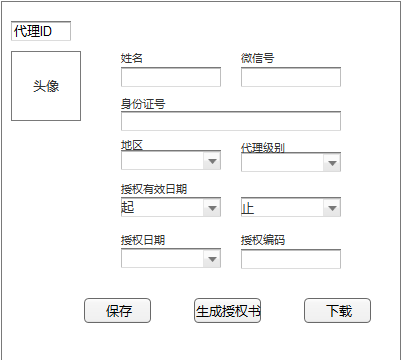 代理ID
头像
姓名 微信号
身份证号
地区 代理级别
授权有效日期
起 止
授权日期 授权编码
保存 生成授权书 下载